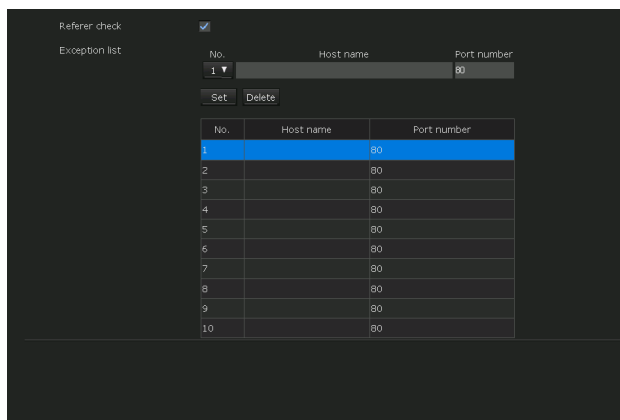 Referer check
Exception list
No. Host name Port number
1 ▼ 80
Set Delete
No. Host name Port number
1 80
2 80
3 80
4 80
5 80
6 80
7 80
8 80
9 80
10 80